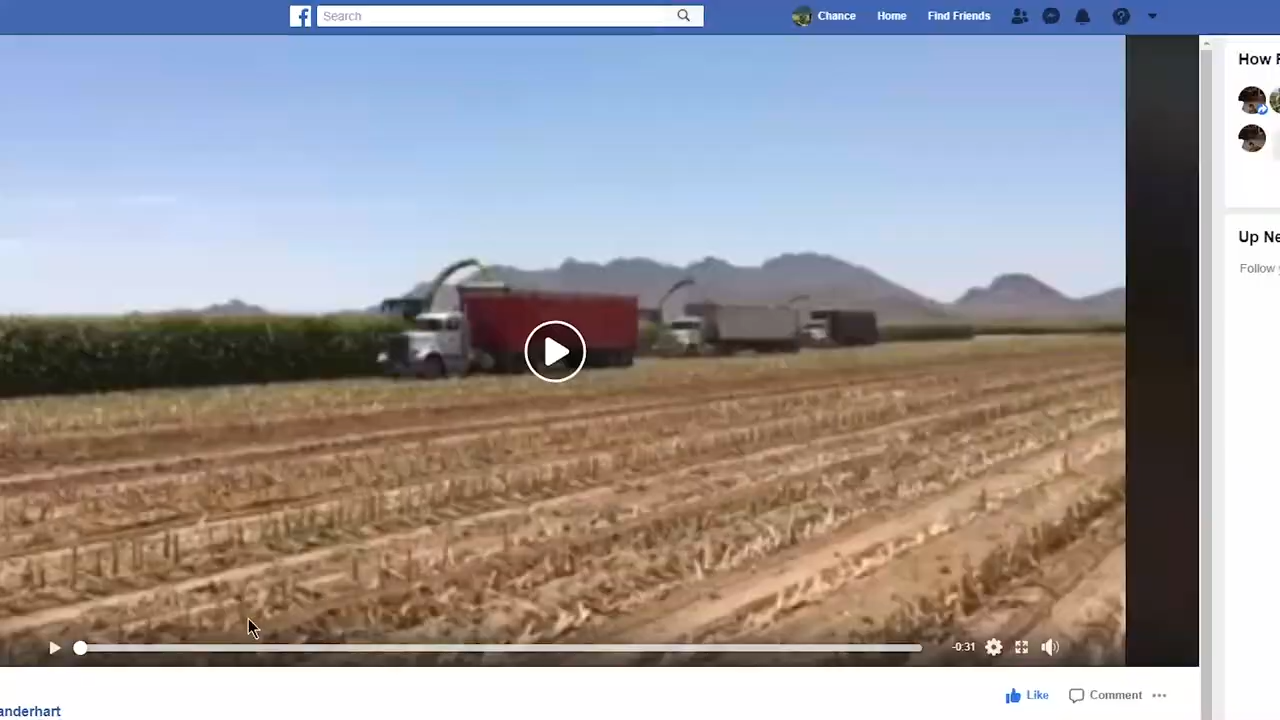 f Search Chance Home Find Friends ?
How
Up Ne
Follow
-0:31
Like Comment
anderhart